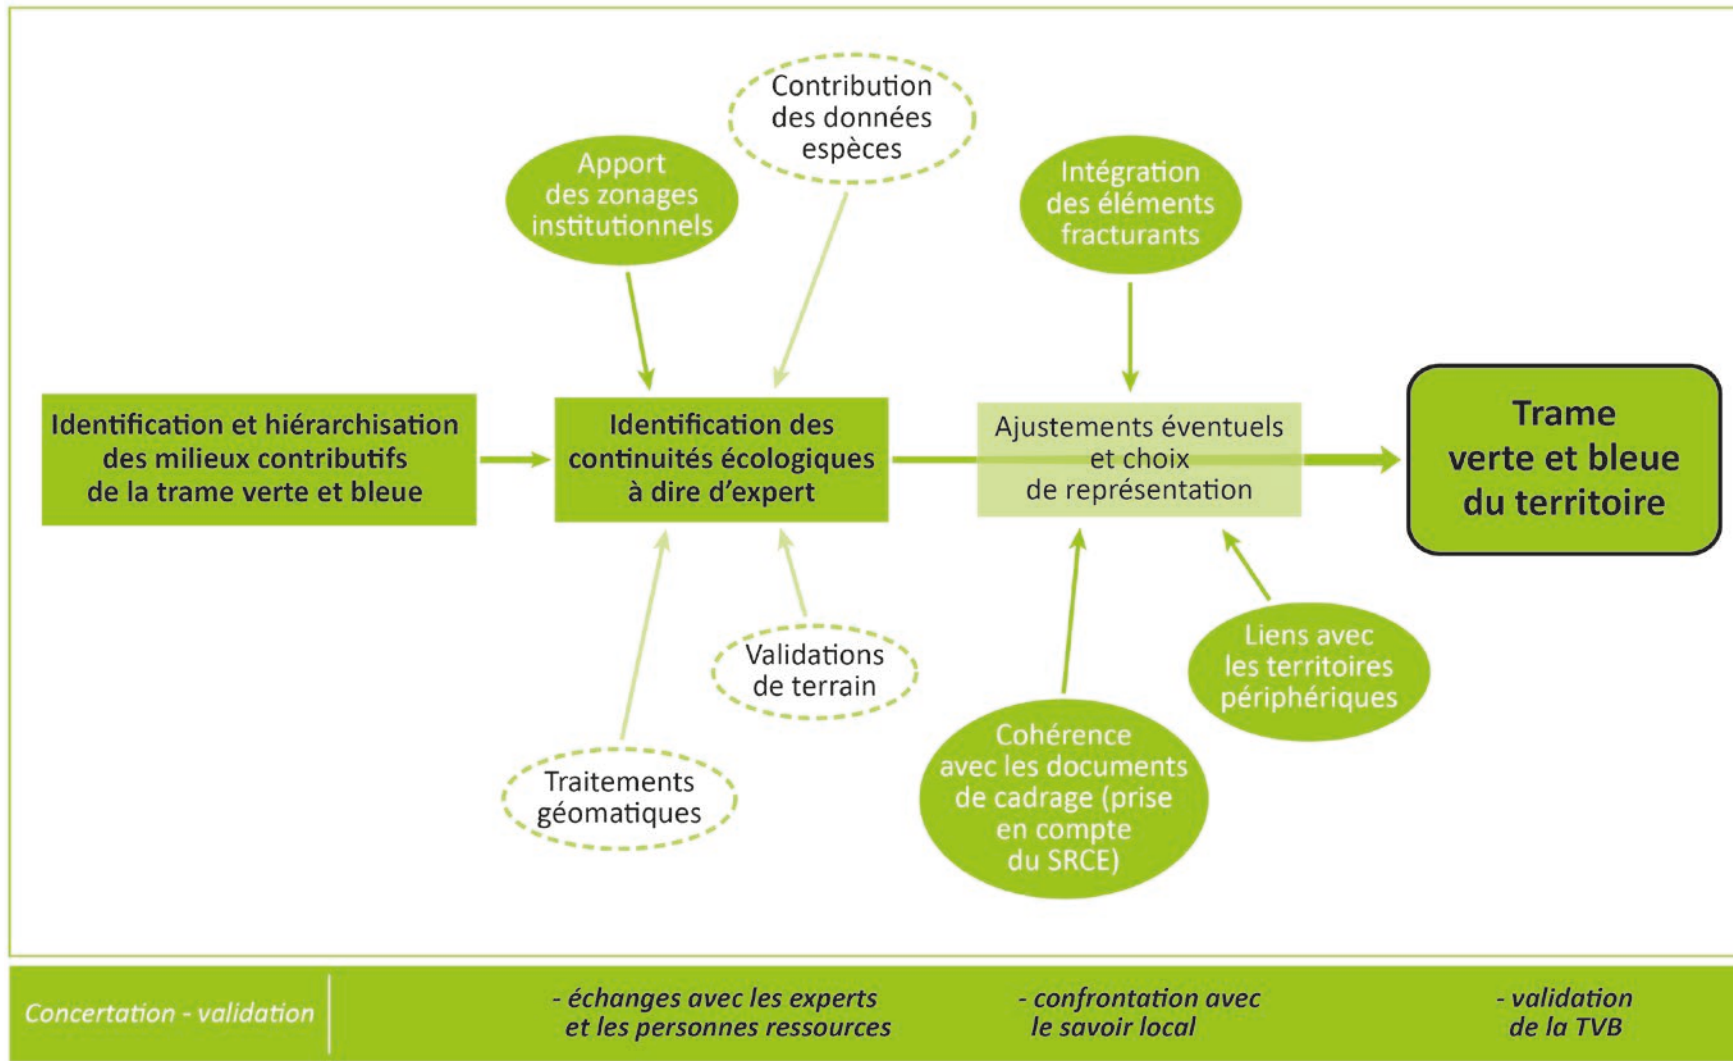 Contribution
des données
espèces
Apport
des zonages
institutionnels
Intégration
des éléments
fracturants
Identification et hiérarchisation
des milieux contributifs
de la trame verte et bleue
Identification des
continuités écologiques
à dire d'expert
Ajustements éventuels
et choix
de représentation
Trame
verte et bleue
du territoire
Validations
de terrain
Liens avec
les territoires
périphériques
Traitements
géomatiques
Cohérence
avec les documents
de cadrage (prise
en compte
du SRCE)
Concertation - validation
- échanges avec les experts
et les personnes ressources
- confrontation avec
le savoir local
- validation
de la TVB